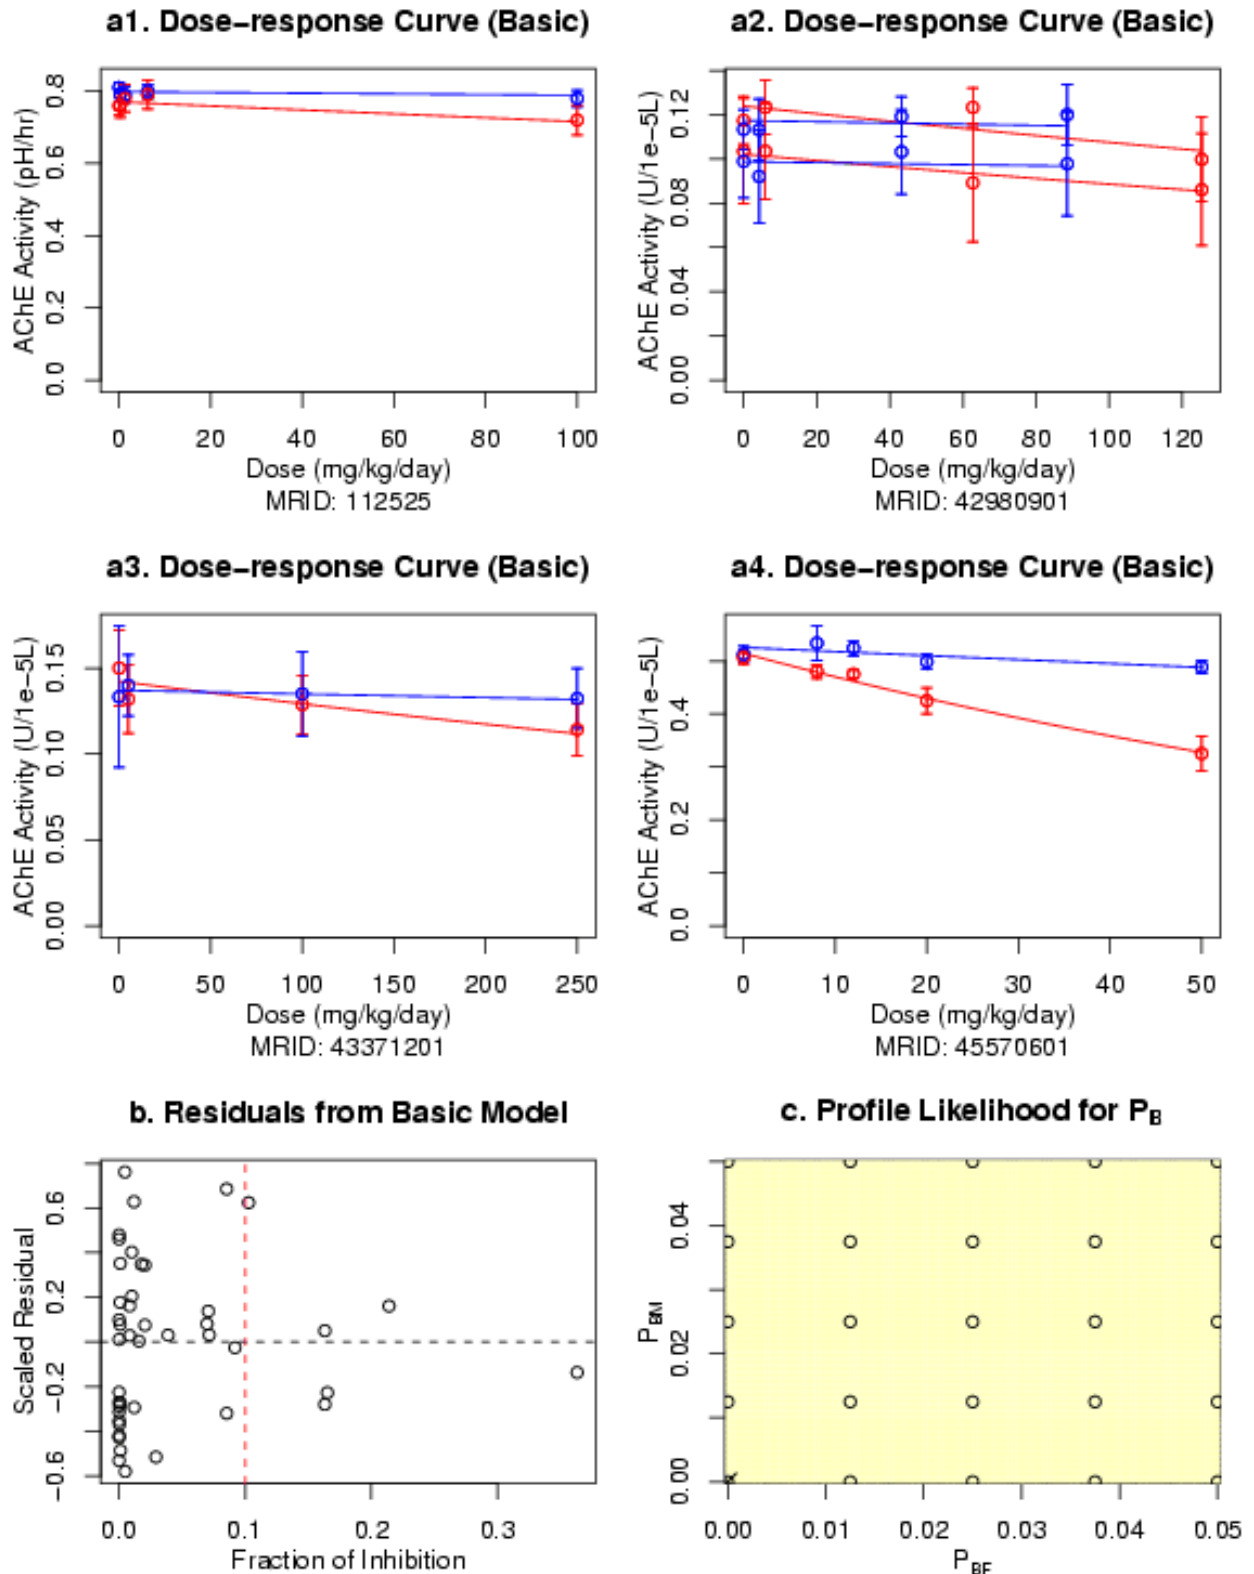 a1. Dose-response Curve (Basic)
AChE Activity (pH/hr)
0.0 0.2 0.4 0.6 0.8
0 20 40 60 80 100
Dose (mg/kg/day)
MRID: 112525
a2. Dose-response Curve (Basic)
AChE Activity (U/1e-5L)
0.00 0.04 0.08 0.12
0 20 40 60 80 100 120
Dose (mg/kg/day)
MRID: 42980901
a3. Dose-response Curve (Basic)
AChE Activity (U/1e-5L)
0.00 0.05 0.10 0.15
0 50 100 150 200 250
Dose (mg/kg/day)
MRID: 43371201
a4. Dose-response Curve (Basic)
AChE Activity (U/1e-5L)
0.0 0.2 0.4
0 10 20 30 40 50
Dose (mg/kg/day)
MRID: 45570601
b. Residuals from Basic Model
Scaled Residual
-0.6 -0.2 0.2 0.6
0.0 0.1 0.2 0.3
Fraction of Inhibition
c. Profile Likelihood for PB
PBM
0.00 0.02 0.04
0.00 0.01 0.02 0.03 0.04 0.05
PBF